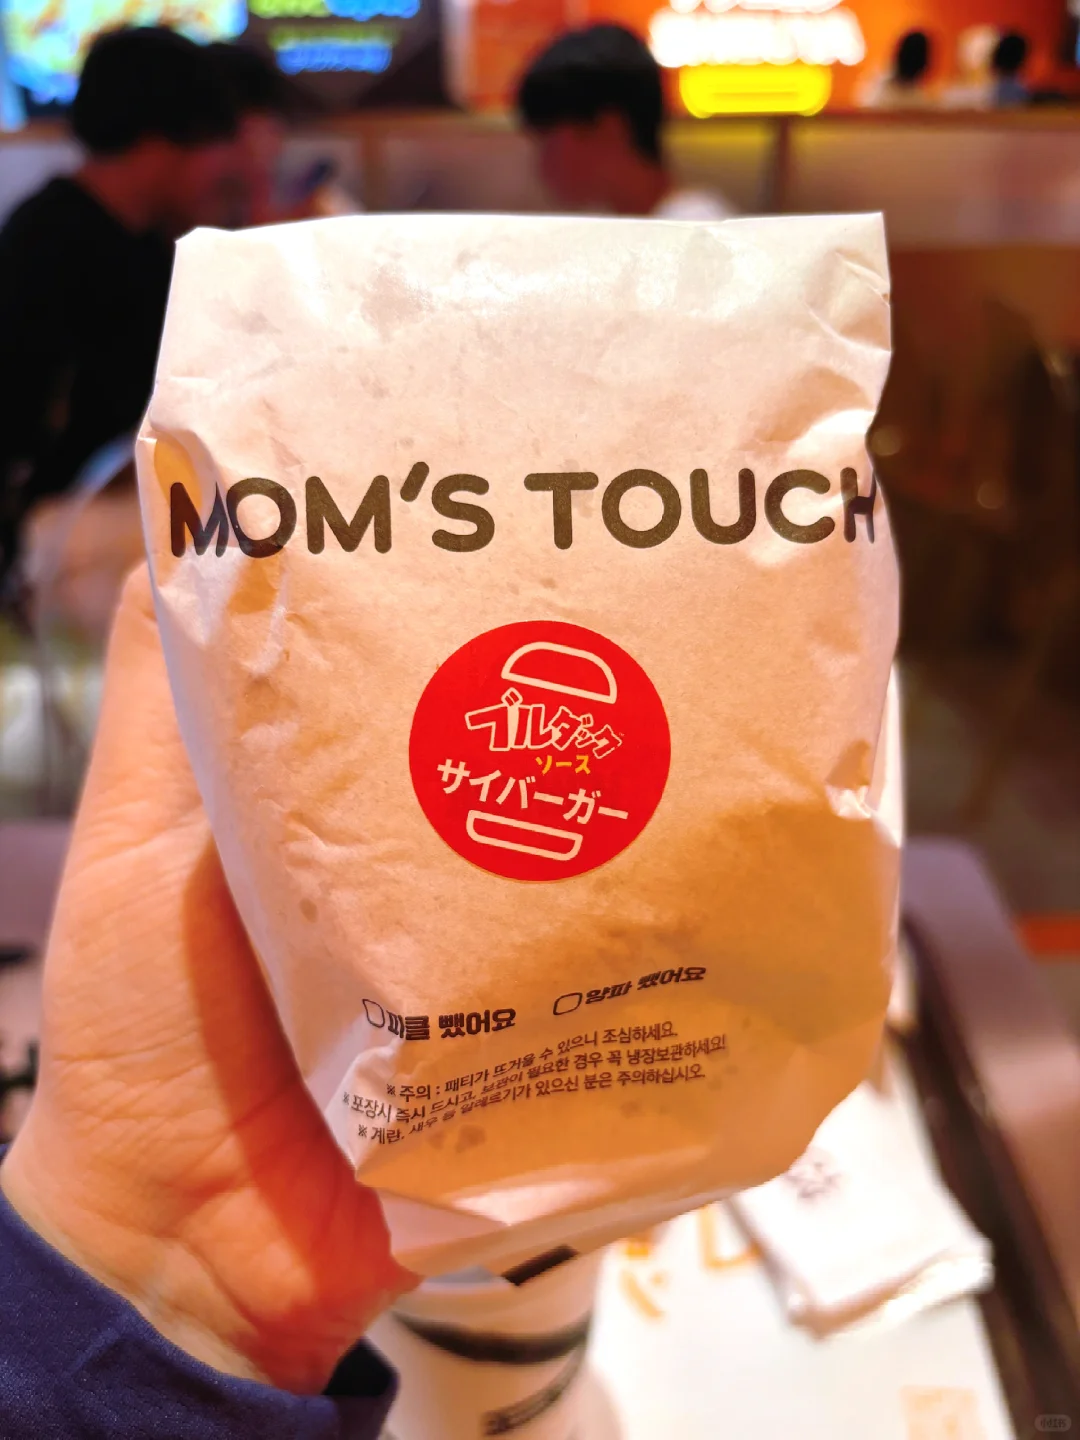 MOM'S TOUCH
ブルダック
ソース
サイバーガー
피클 뺐어요
양파 뺐어요
※ 주의 : 패티가 뜨거울 수 있으니 조심하세요.
※ 포장시 즉시 드시고, 보관이 필요한 경우 꼭 냉장보관하세요!
※ 계란, 새우 등 알레르기가 있으신 분은 주의하십시오.